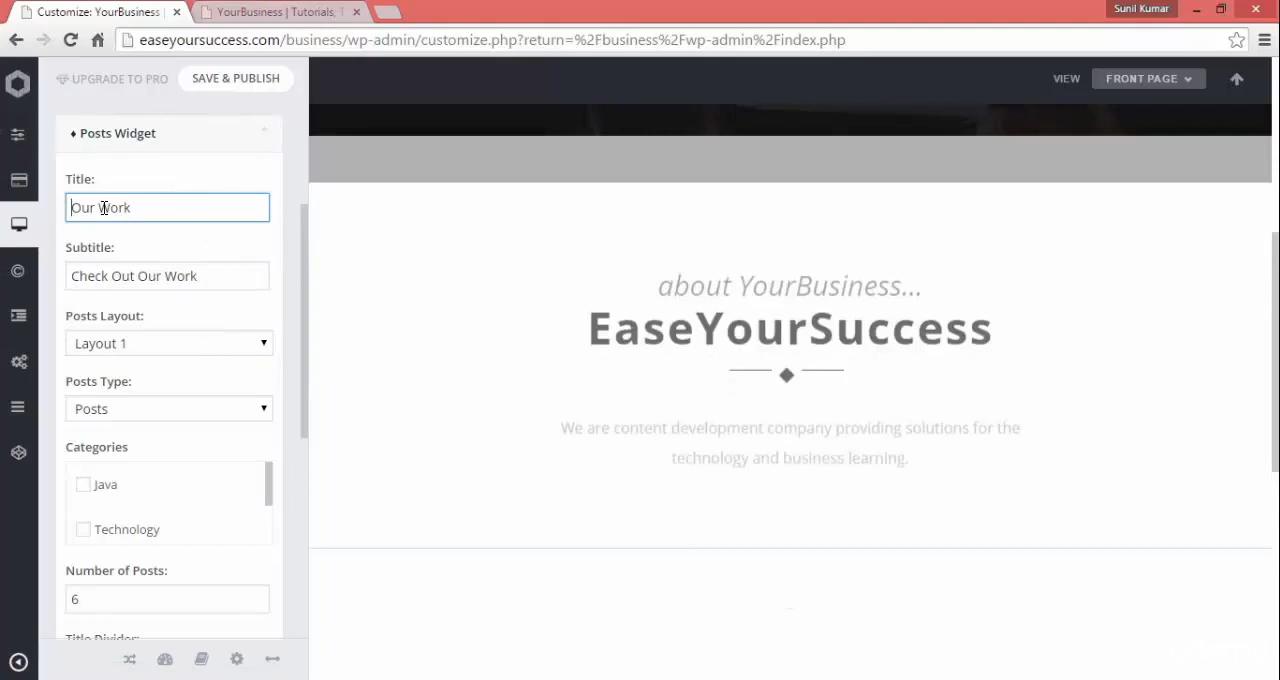 Customize: YourBusiness |
YourBusiness | Tutorials, T
Sunil Kumar
easeyoursuccess.com/business/wp-admin/customize.php?return=%2Fbusiness%2Fwp-admin%2Findex.php
UPGRADE TO PRO
SAVE & PUBLISH
VIEW
FRONT PAGE
♦ Posts Widget
Title:
Our Work
Subtitle:
Check Out Our Work
Posts Layout:
Layout 1
Posts Type:
Posts
Categories
Java
Technology
Number of Posts:
6
Title Divider:
about YourBusiness...
EaseYourSuccess
We are content development company providing solutions for the
technology and business learning.